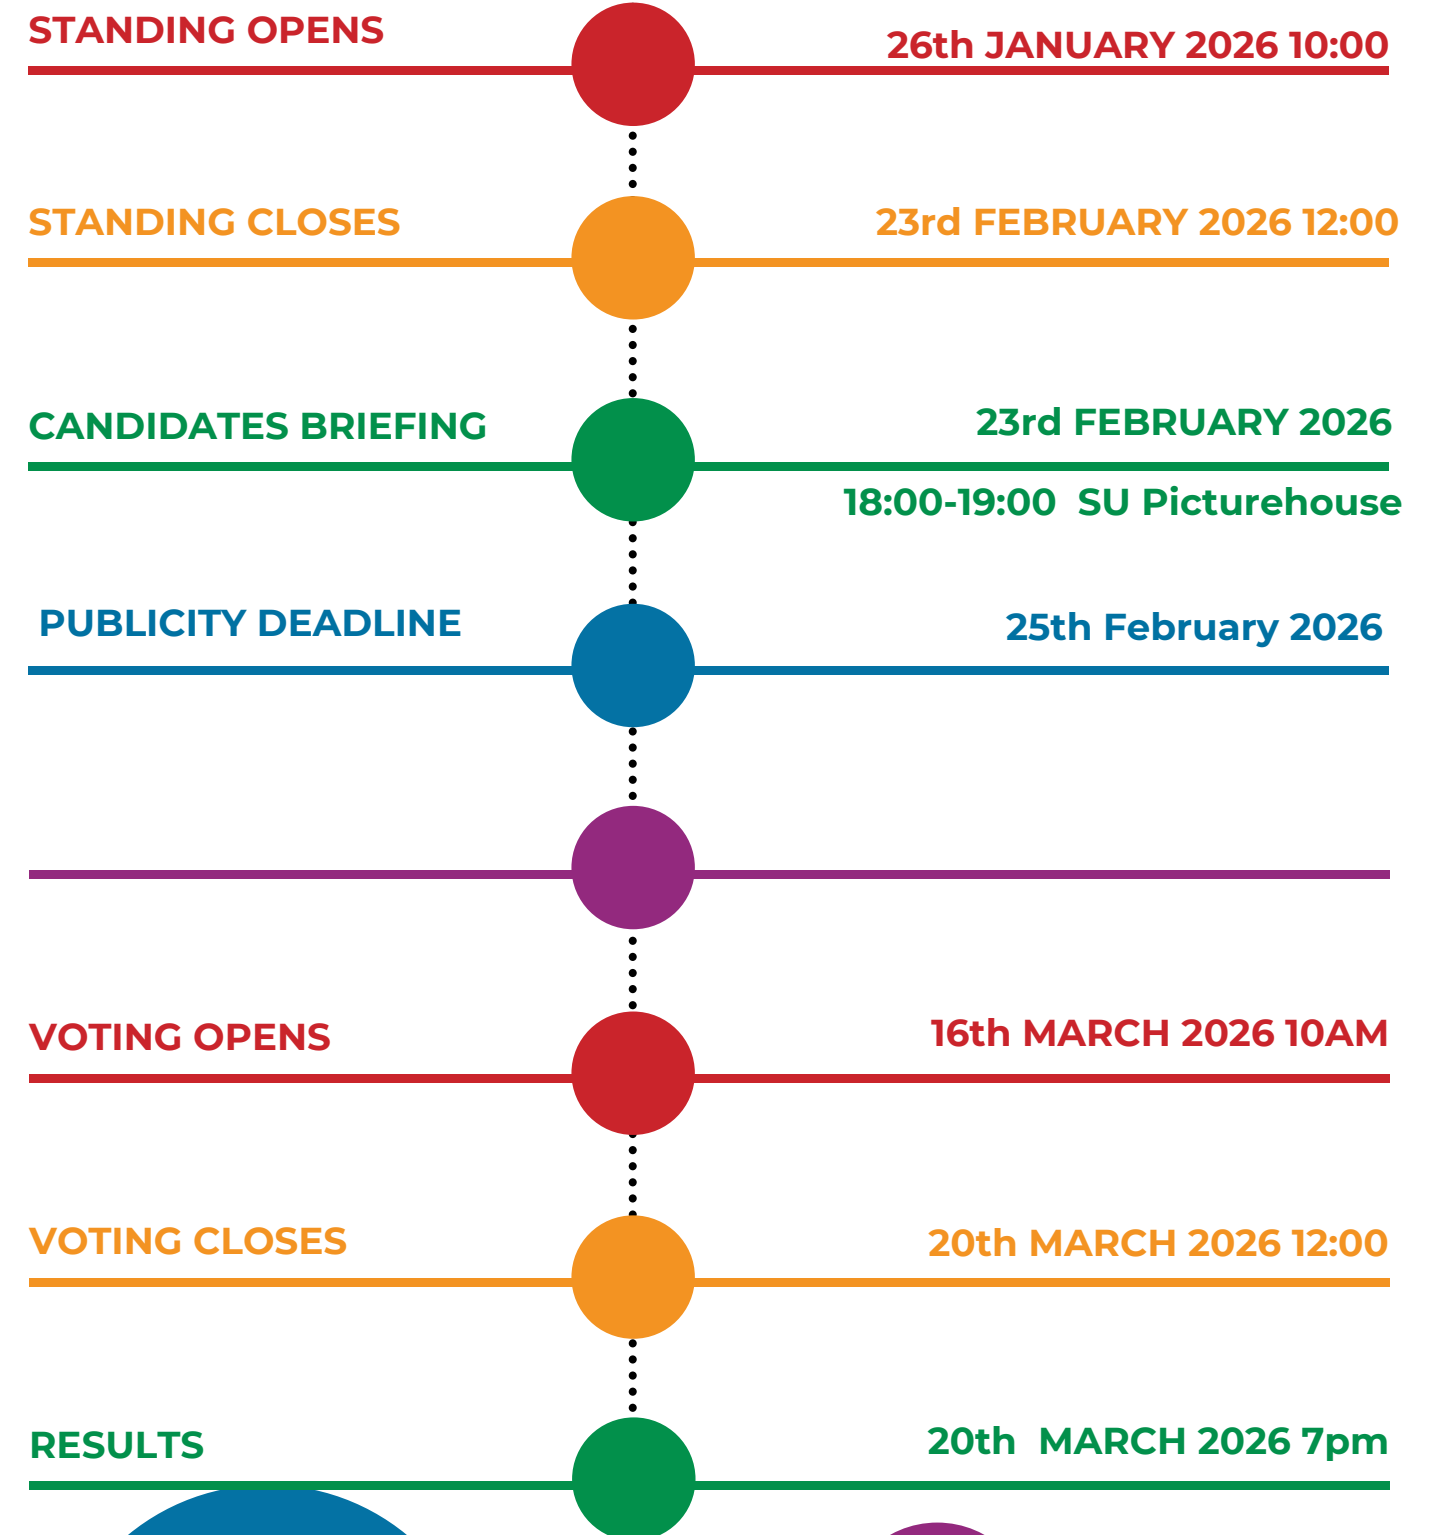 STANDING OPENS
26th JANUARY 2026 10:00
STANDING CLOSES
23rd FEBRUARY 2026 12:00
CANDIDATES BRIEFING
23rd FEBRUARY 2026
18:00-19:00 SU Picturehouse
PUBLICITY DEADLINE
25th February 2026
VOTING OPENS
16th MARCH 2026 10AM
VOTING CLOSES
20th MARCH 2026 12:00
RESULTS
20th MARCH 2026 7pm